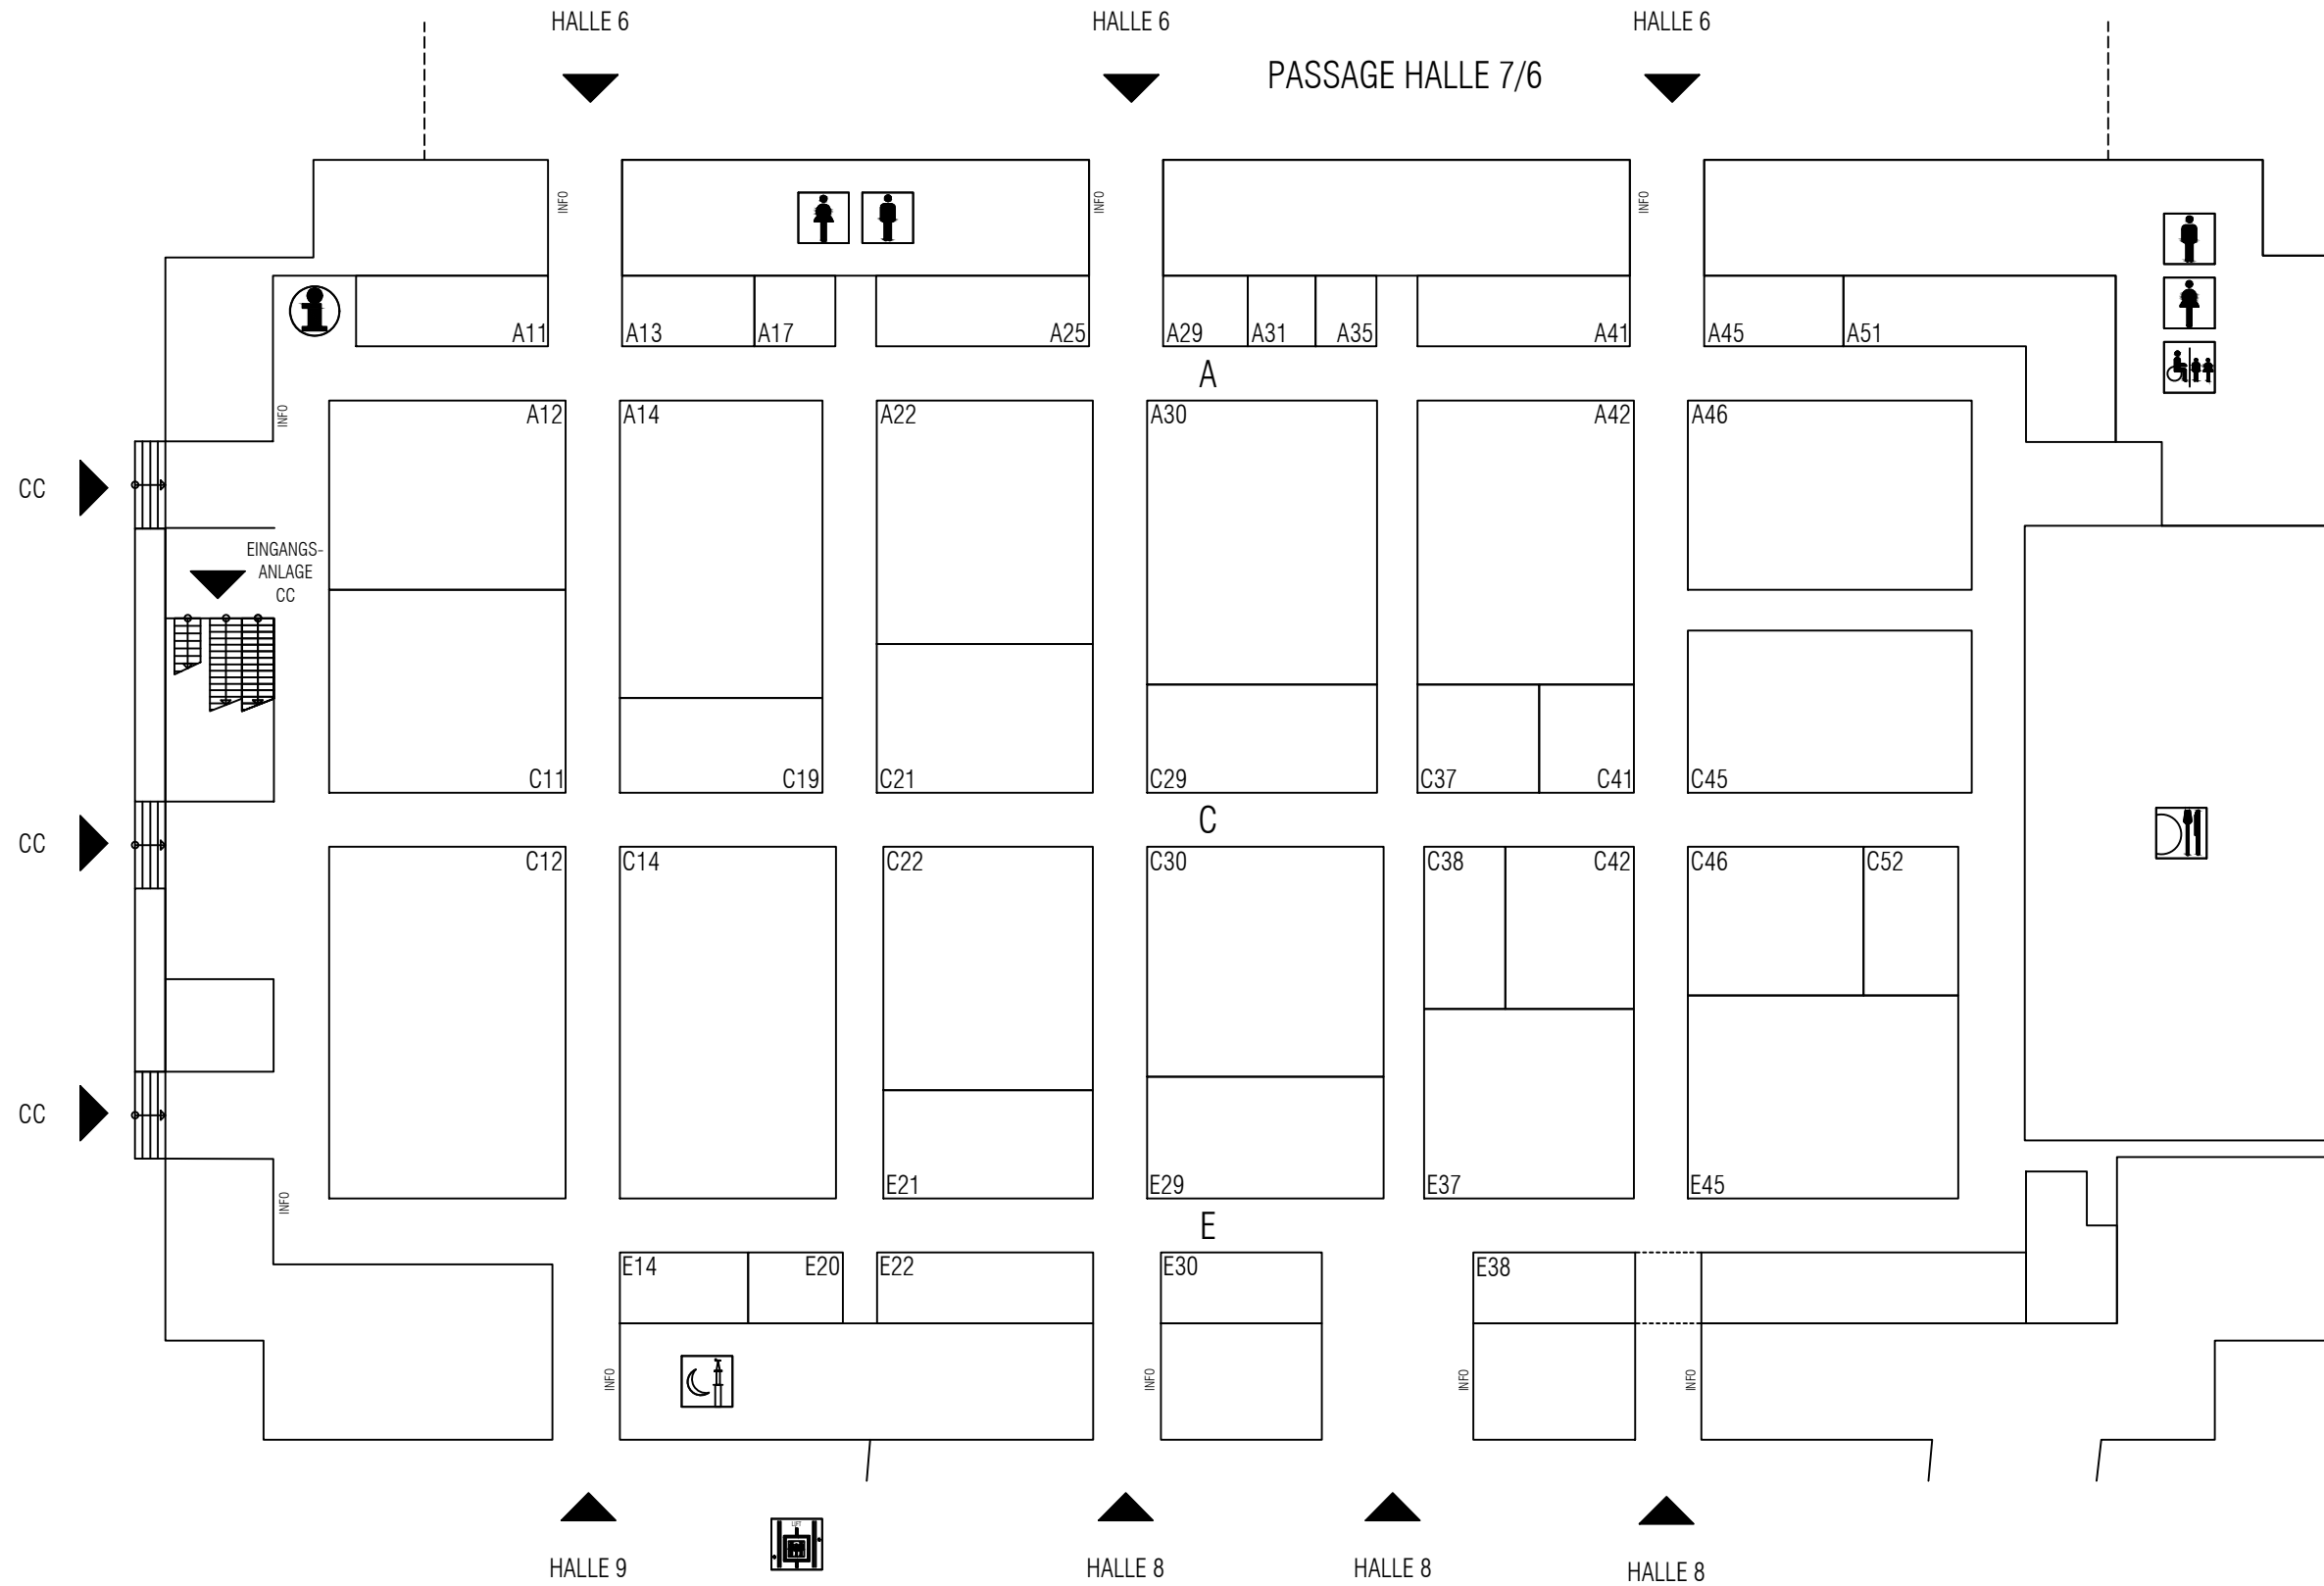 HALLE 6
HALLE 6
HALLE 6
PASSAGE HALLE 7/6
INFO
INFO
INFO
A11
A13
A17
A25
A29
A31
A35
A41
A45
A51
A
INFO
A12
A14
A22
A30
A42
A46
CC
EINGANGS-
ANLAGE
CC
C11
C19
C21
C29
C37
C41
C45
C
CC
C12
C14
C22
C30
C38
C42
C46
C52
CC
E21
E29
E37
E45
INFO
E
E14
E20
E22
E30
E38
INFO
INFO
INFO
INFO
LIFT
HALLE 9
HALLE 8
HALLE 8
HALLE 8